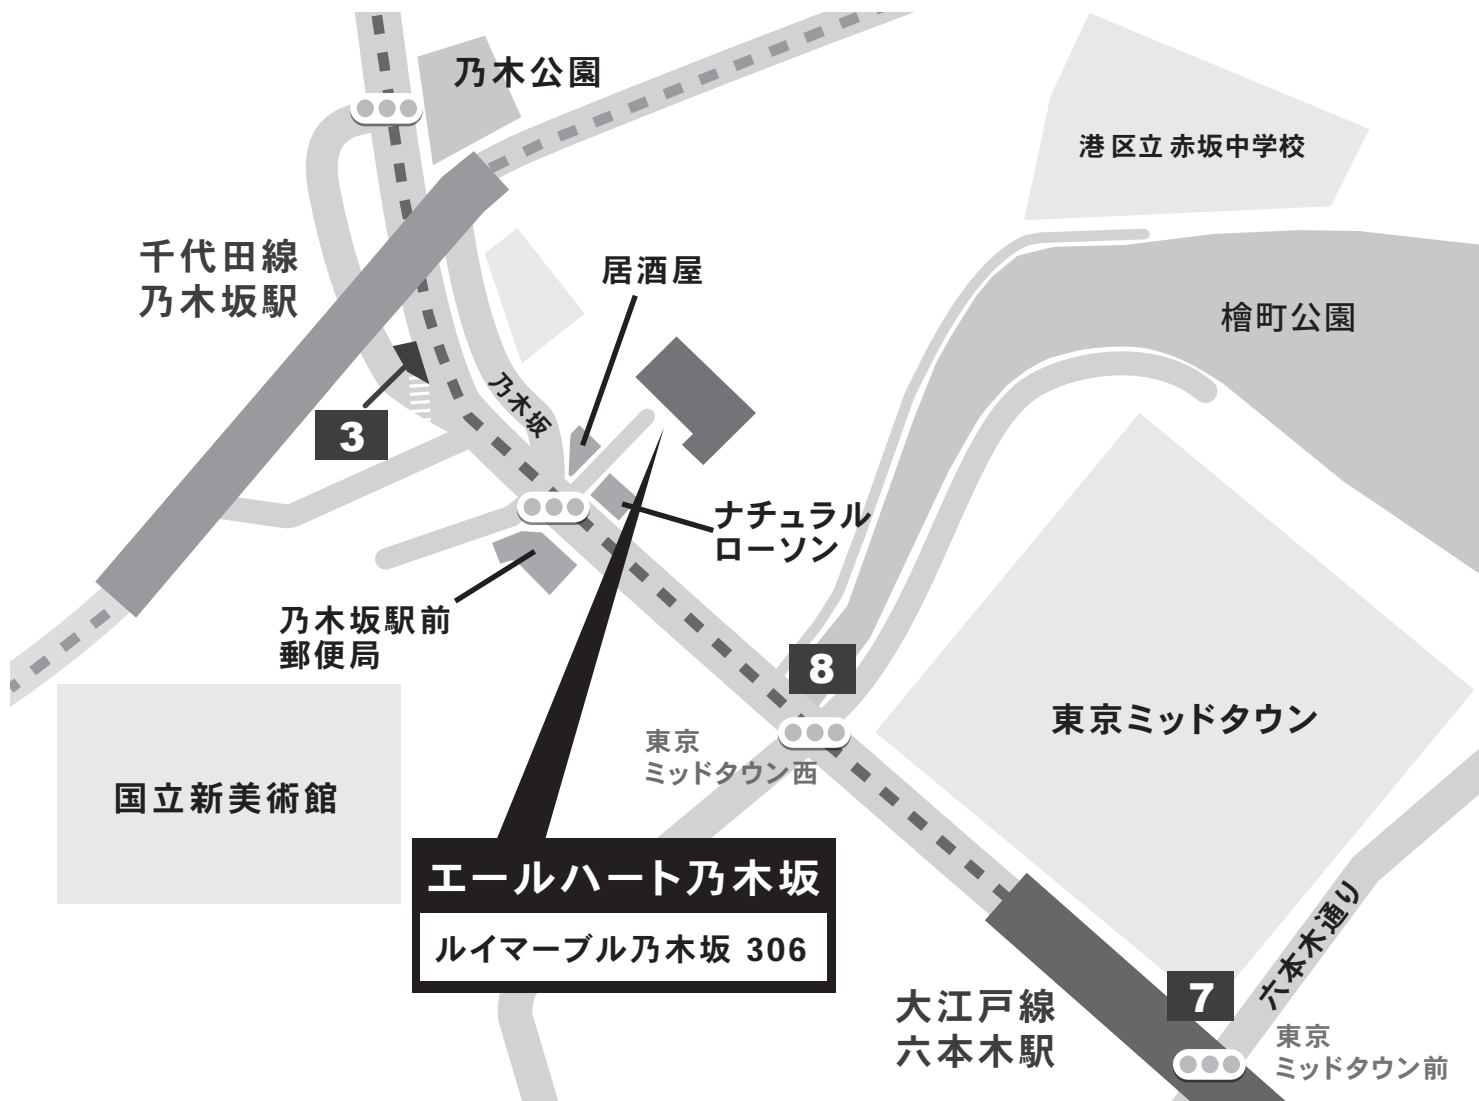 乃木公園
港区立 赤坂中学校
千代田線
乃木坂駅
居酒屋
檜町公園
乃木坂
3
ナチュラル
ローソン
乃木坂駅前
郵便局
8
東京
ミッドタウン西
東京ミッドタウン
国立新美術館
エールハート乃木坂
ルイマーブル乃木坂 306
六本木通り
7
大江戸線
六本木駅
東京
ミッドタウン前